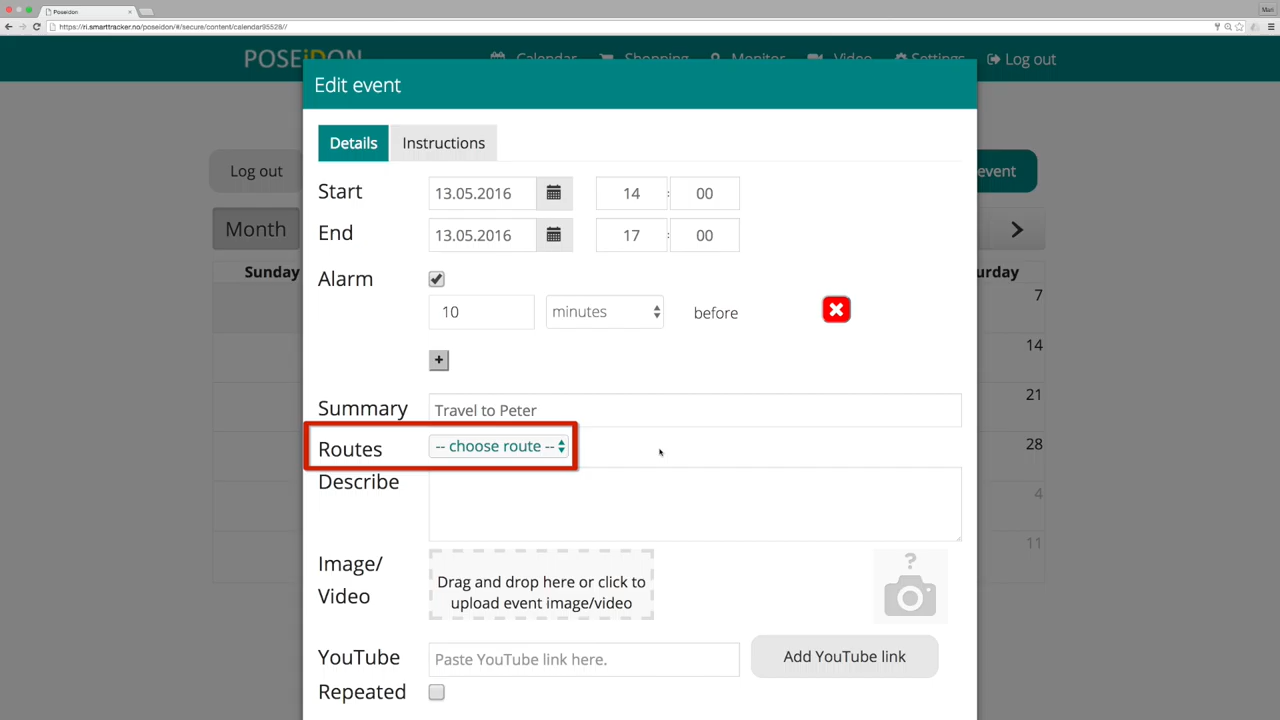 Poseidon
Mari
https://ri.smarttracker.no/poseidon/#/secure/content/calendar95528//
POSEIDON Calendar Shopping Monitor Video Settings Log out
Edit event
Details Instructions
Log out
event
Start 13.05.2016 14 : 00
Month
End 13.05.2016 17 : 00
Sunday
urday
Alarm
7
10 minutes before
14
+
21
Summary Travel to Peter
28
Routes -- choose route --
Describe
4
11
Image/
Video
Drag and drop here or click to
upload event image/video
?
YouTube Paste YouTube link here. Add YouTube link
Repeated